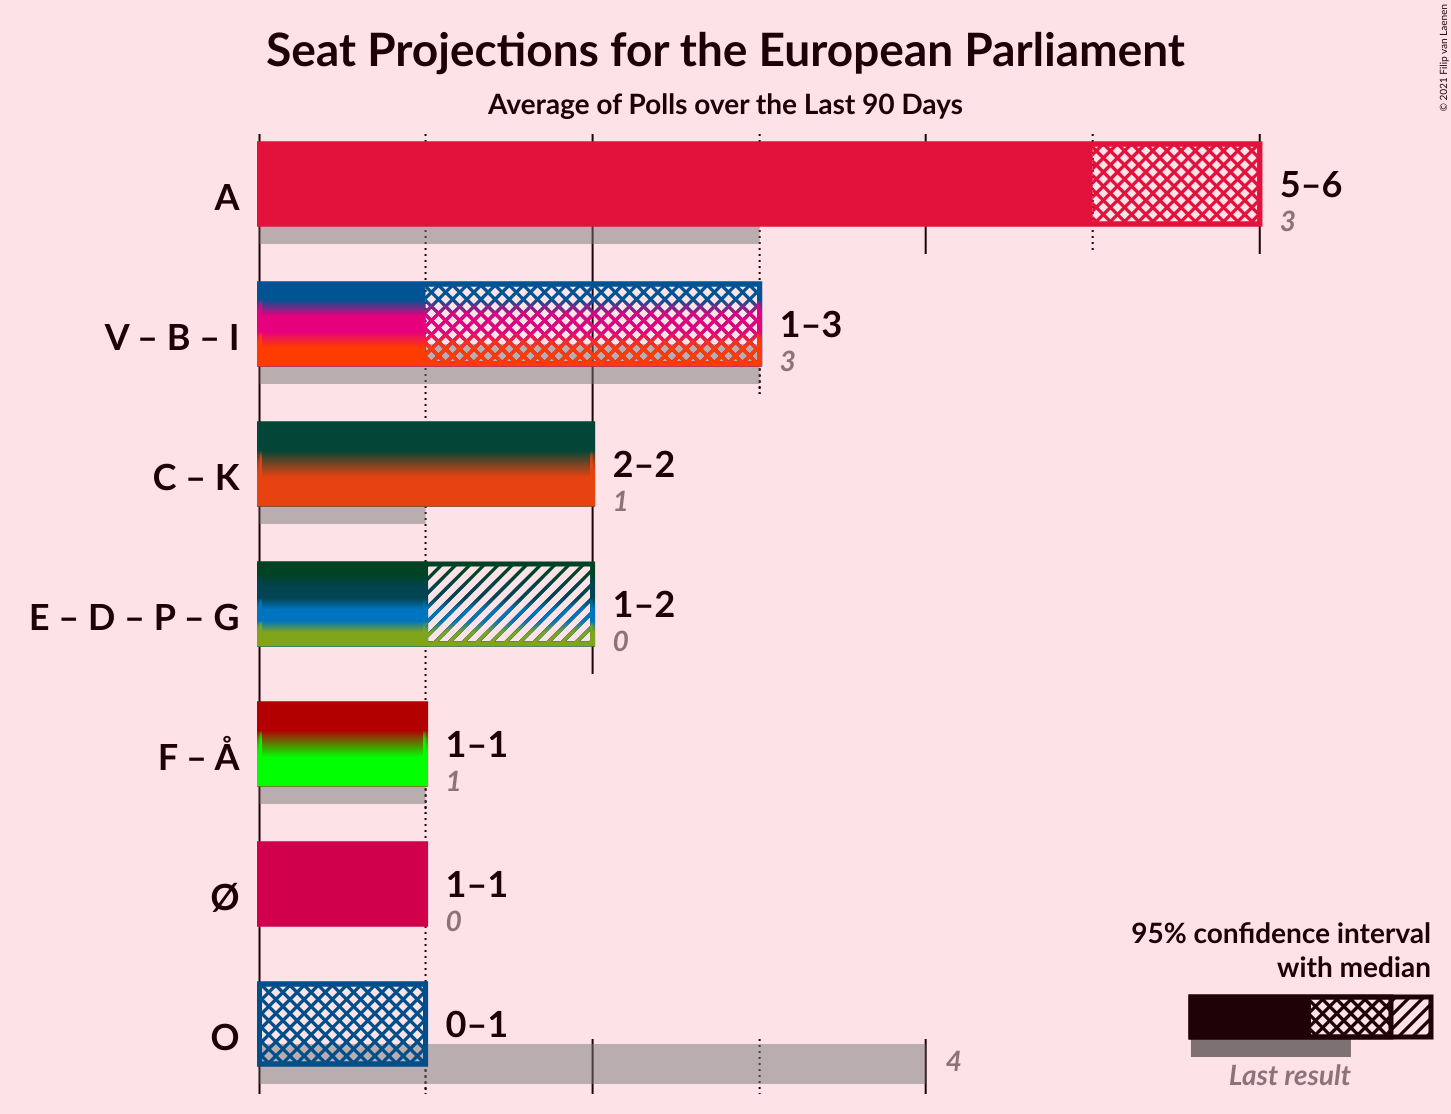 Seat Projections for the European Parliament
Average of Polls over the Last 90 Days
© 2021 Filip van Laenen
A
5–6
3
V – B – I
1–3
3
C – K
2–2
1
E – D – P – G
1–2
0
F – Å
1–1
1
Ø
1–1
0
O
0–1
4
95% confidence interval
with median
Last result